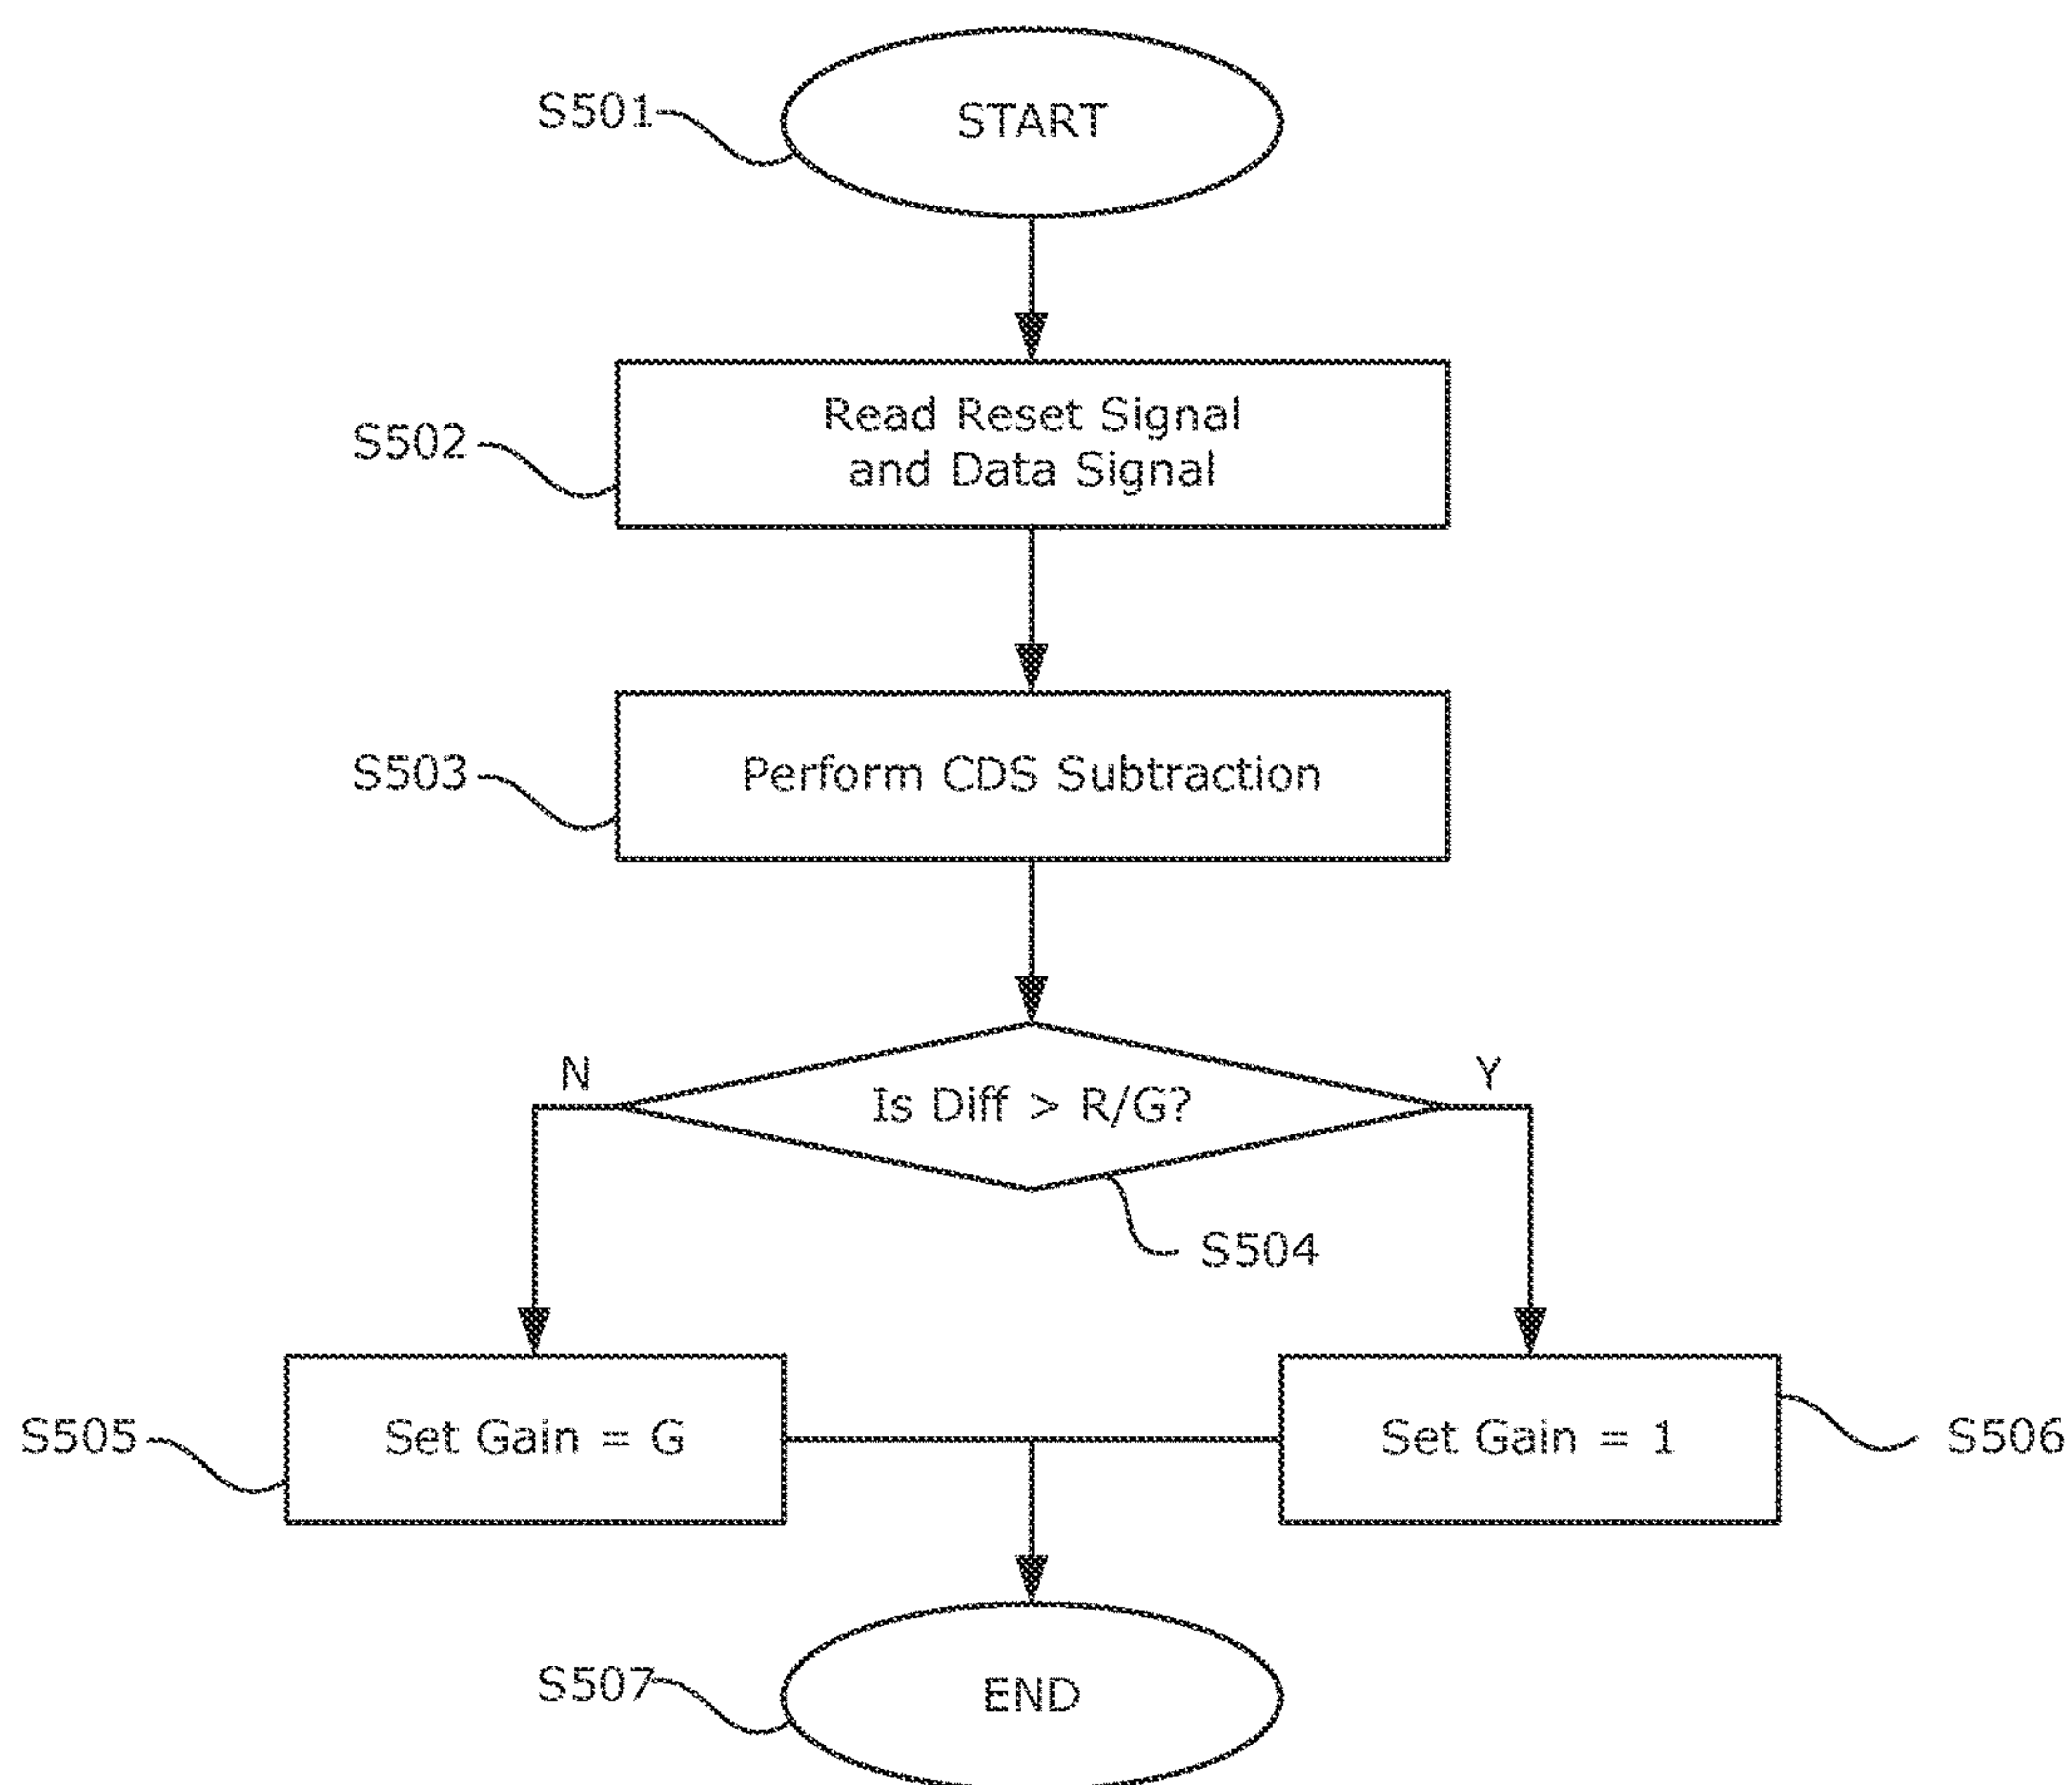 S501
START
S502
Read Reset Signal
and Data Signal
S503
Perform CDS Subtraction
N
Y
Is Diff > R/G?
S504
S505
Set Gain = G
Set Gain = 1
S506
S507
END